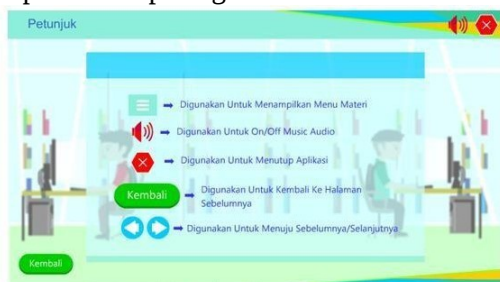 Petunjuk
Digunakan Untuk Menampilkan Menu Materi
Digunakan Untuk On/Off Music Audio
Digunakan Untuk Menutup Aplikasi
Kembali
Digunakan Untuk Kembali Ke Halaman
Sebelumnya
Digunakan Untuk Menuju Sebelumnya/Selanjutnya
Kembali